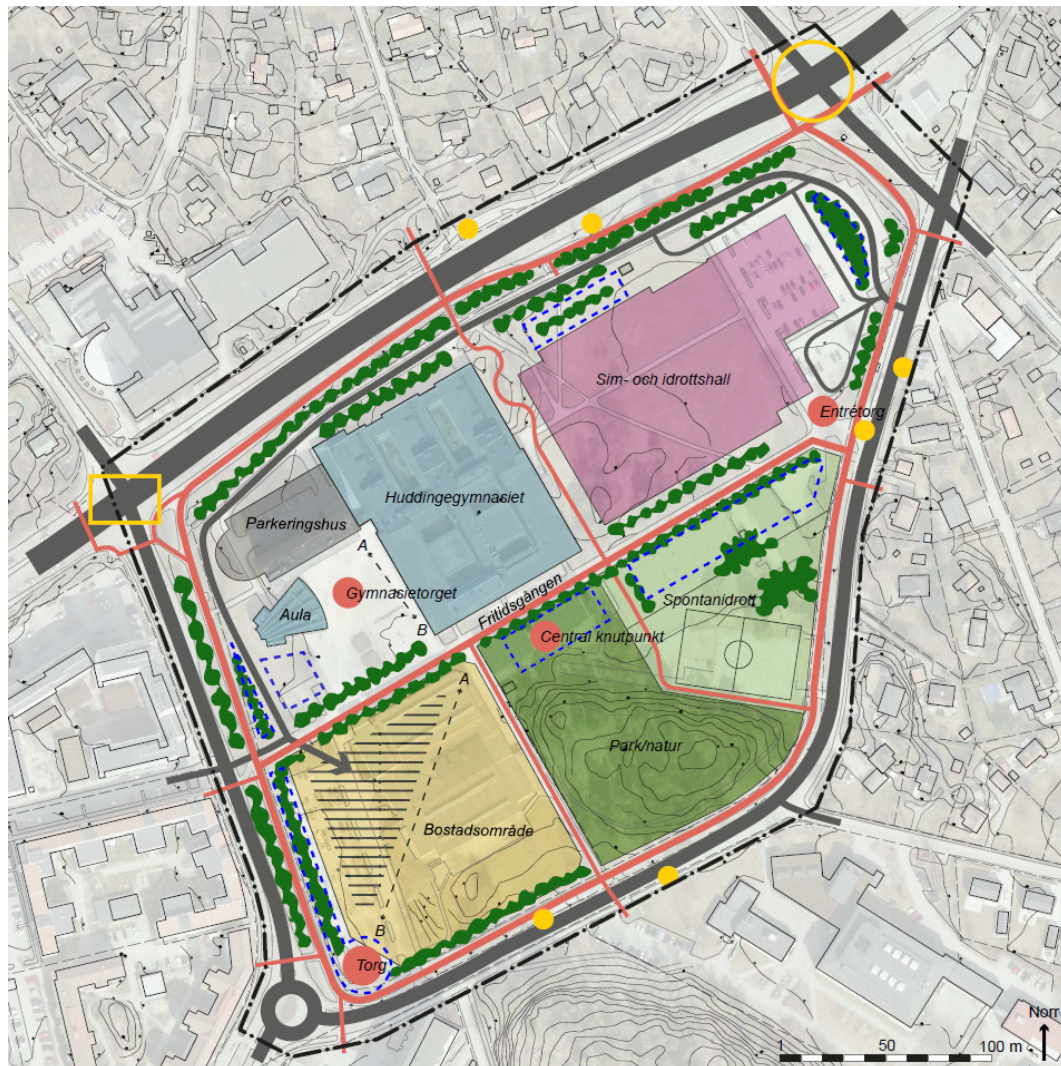 Sim- och idrottshall
Entrétorg
Huddingegymnasiet
Parkeringshus
A
Gymnasietorget
Aula
B
Fritidsgången
Spontanidrott
Central knutpunkt
A
Park/natur
Bostadsområde
B
Torg
Norr
1 50 100 m